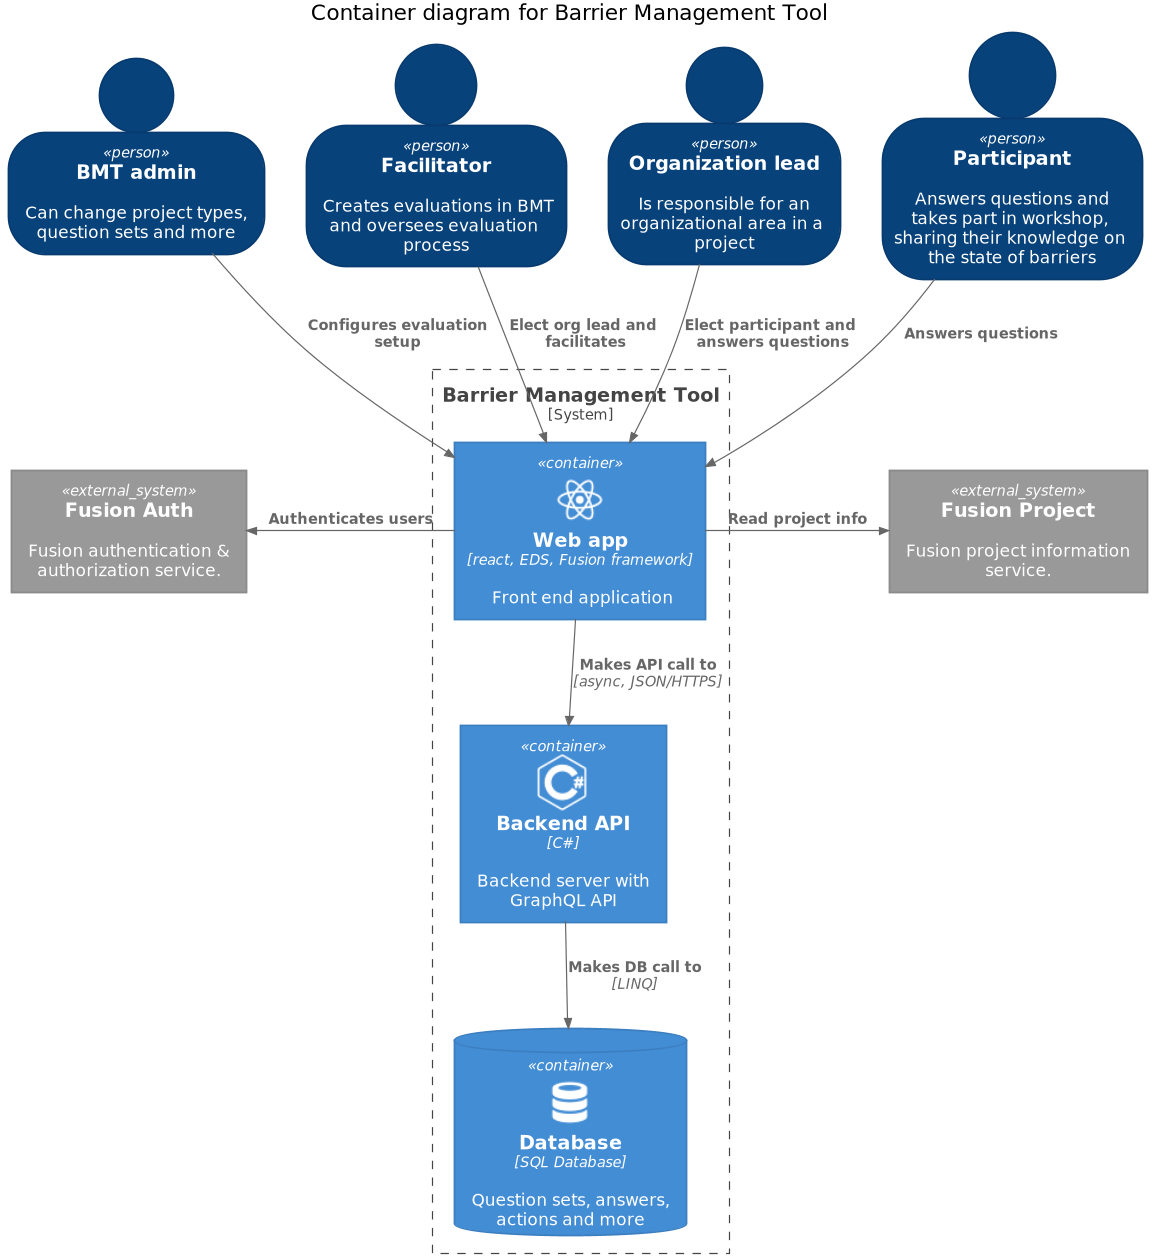 Container diagram for Barrier Management Tool
«person»
BMT admin
Can change project types,
question sets and more
«person»
Facilitator
Creates evaluations in BMT
and oversees evaluation
process
«person»
Organization lead
Is responsible for an
organizational area in a
project
«person»
Participant
Answers questions and
takes part in workshop,
sharing their knowledge on
the state of barriers
Configures evaluation
setup
Elect org lead and
facilitates
Elect participant and
answers questions
Answers questions
Barrier Management Tool
[System]
«external_system»
Fusion Auth
Fusion authentication &
authorization service.
Authenticates users
«container»
Web app
[react, EDS, Fusion framework]
Front end application
Read project info
«external_system»
Fusion Project
Fusion project information
service.
Makes API call to
[async, JSON/HTTPS]
«container»
C#
Backend API
[C#]
Backend server with
GraphQL API
Makes DB call to
[LINQ]
«container»
Database
[SQL Database]
Question sets, answers,
actions and more